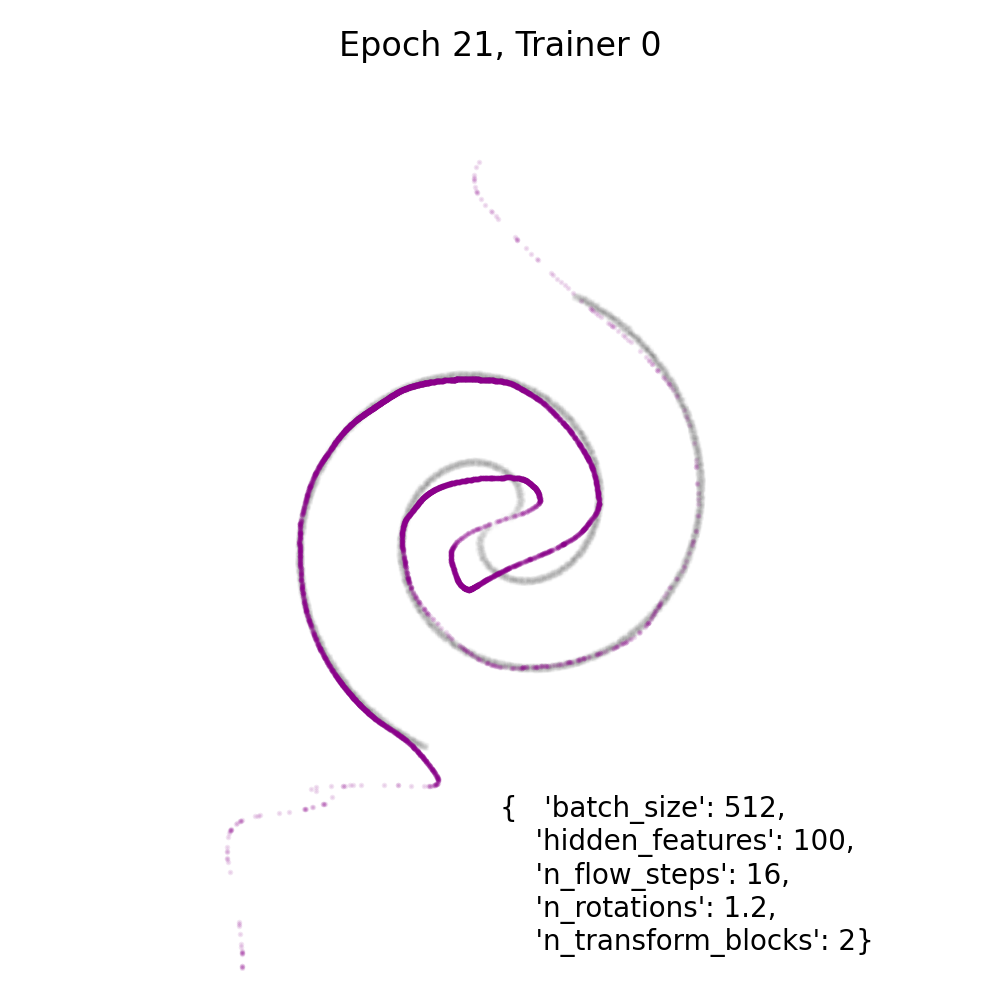 Epoch 21, Trainer 0
{   'batch_size': 512,
'hidden_features': 100,
'n_flow_steps': 16,
'n_rotations': 1.2,
'n_transform_blocks': 2}